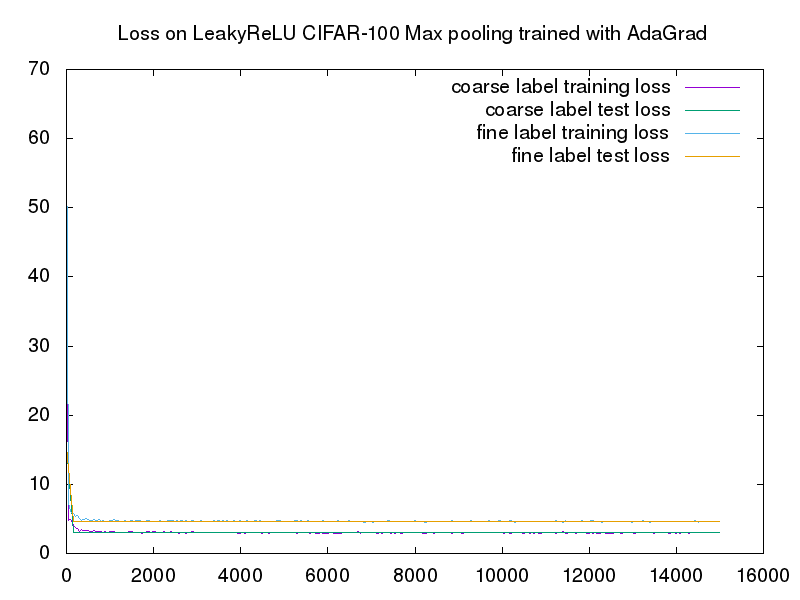 Loss on LeakyReLU CIFAR-100 Max pooling trained with AdaGrad
70
60
50
40
30
20
10
0
coarse label training loss
coarse label test loss
fine label training loss
fine label test loss
0 2000 4000 6000 8000 10000 12000 14000 16000